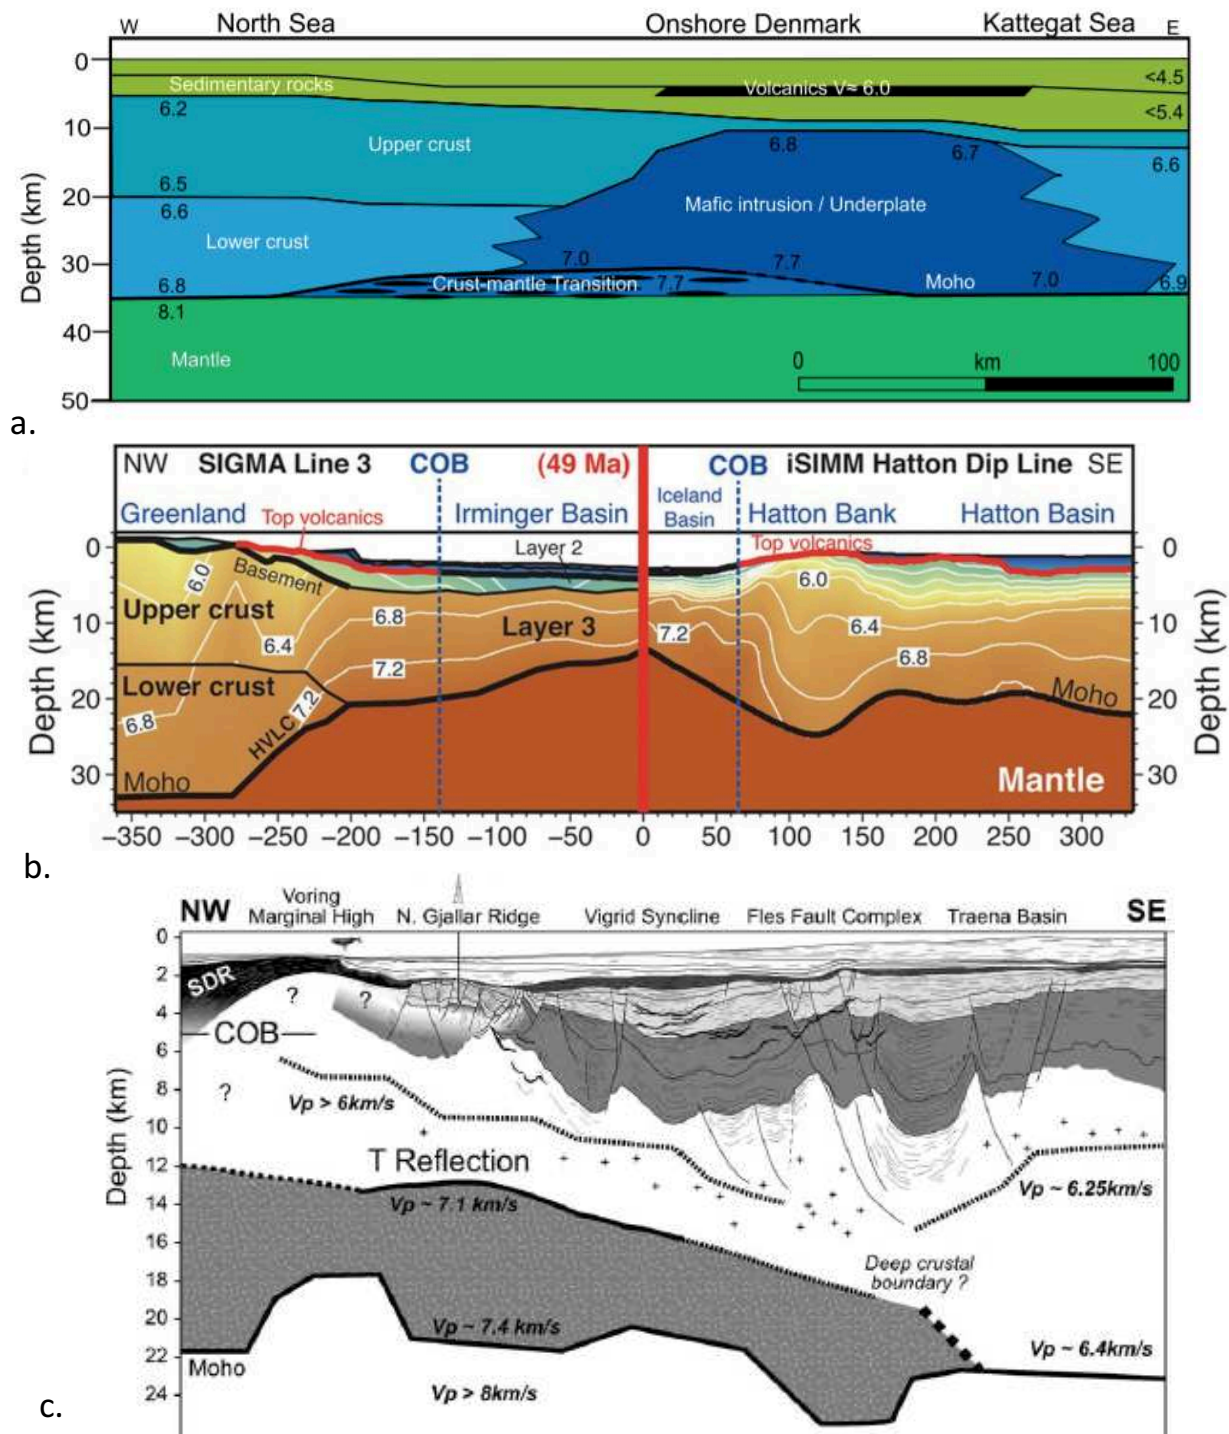 W North Sea Onshore Denmark Kattegat Sea E
0
Sedimentary rocks
Volcanics V≈ 6.0
<4.5
6.2
<5.4
10
Upper crust
6.8
6.7
6.6
6.5
20
6.6
Mafic intrusion / Underplate
Lower crust
30
7.0
7.7
6.8
Crust-mantle Transition 7.7
Moho
7.0
6.9
8.1
40
Mantle
0 km 100
50
Depth (km)
a.
NW SIGMA Line 3 COB (49 Ma) COB iSIMM Hatton Dip Line SE
Greenland Top volcanics Irminger Basin Iceland Basin Hatton Bank Hatton Basin
Top volcanics
0
Layer 2
0
6.0
Basement
6.0
Upper crust
6.8
Layer 3
7.2
6.4
10
6.4
10
7.2
6.8
Lower crust
20
6.8
7.2
HVLC
Moho
20
30
Moho
Mantle
30
Depth (km)
Depth (km)
−350 −300 −250 −200 −150 −100 −50 0 50 100 150 200 250 300
b.
NW Voring Marginal High N. Gjallar Ridge Vigrid Syncline Fles Fault Complex Traena Basin SE
0
2
SDR
?
?
4
COB
6
8
?
Vp > 6km/s
10
T Reflection
12
Vp ~ 7.1 km/s
Vp ~ 6.25km/s
14
16
Deep crustal
boundary ?
18
20
Vp ~ 7.4 km/s
Vp ~ 6.4km/s
22
Moho
24
Vp > 8km/s
Depth (km)
c.